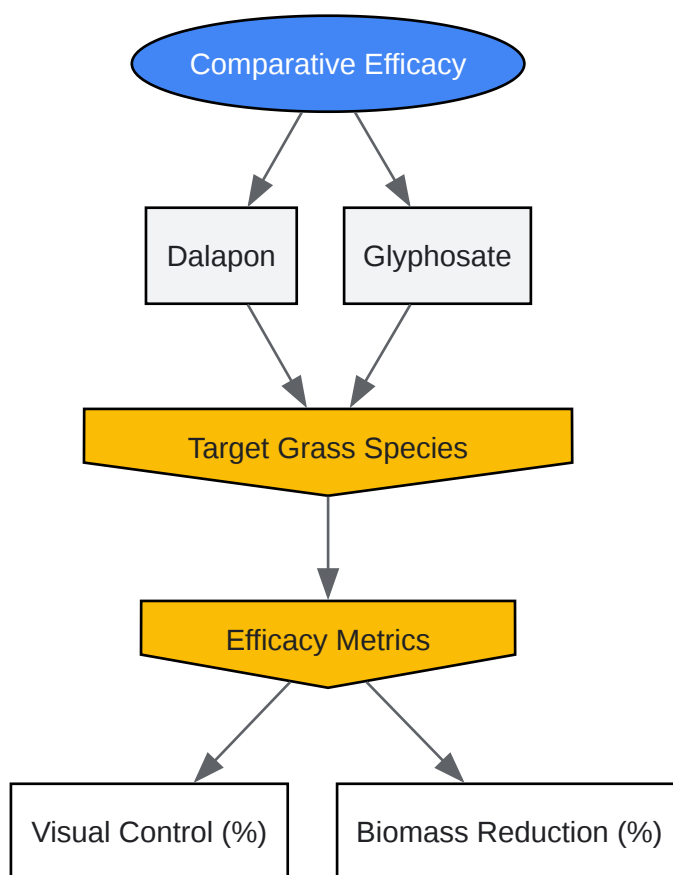 Comparative Efficacy
Dalapon
Glyphosate
Target Grass Species
Efficacy Metrics
Visual Control (%)
Biomass Reduction (%)